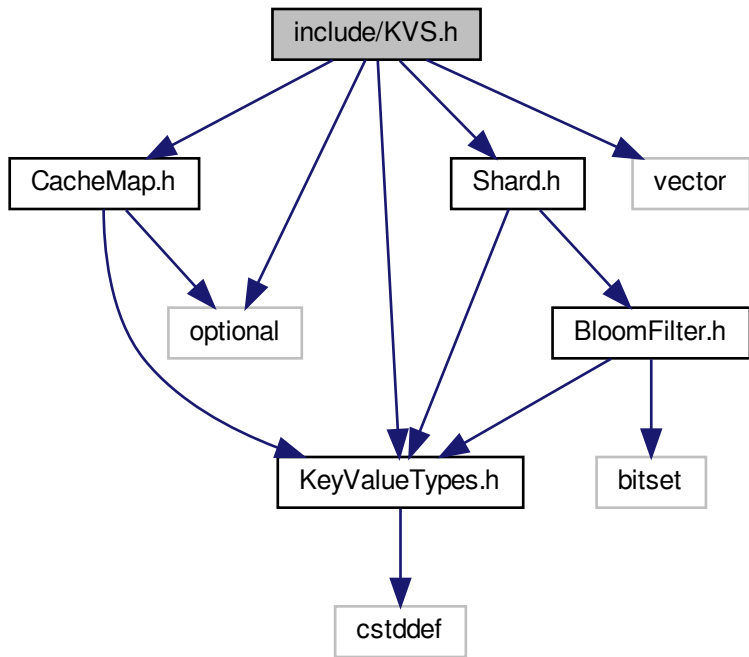 include/KVS.h
CacheMap.h
Shard.h
vector
optional
BloomFilter.h
KeyValueTypes.h
bitset
cstddef